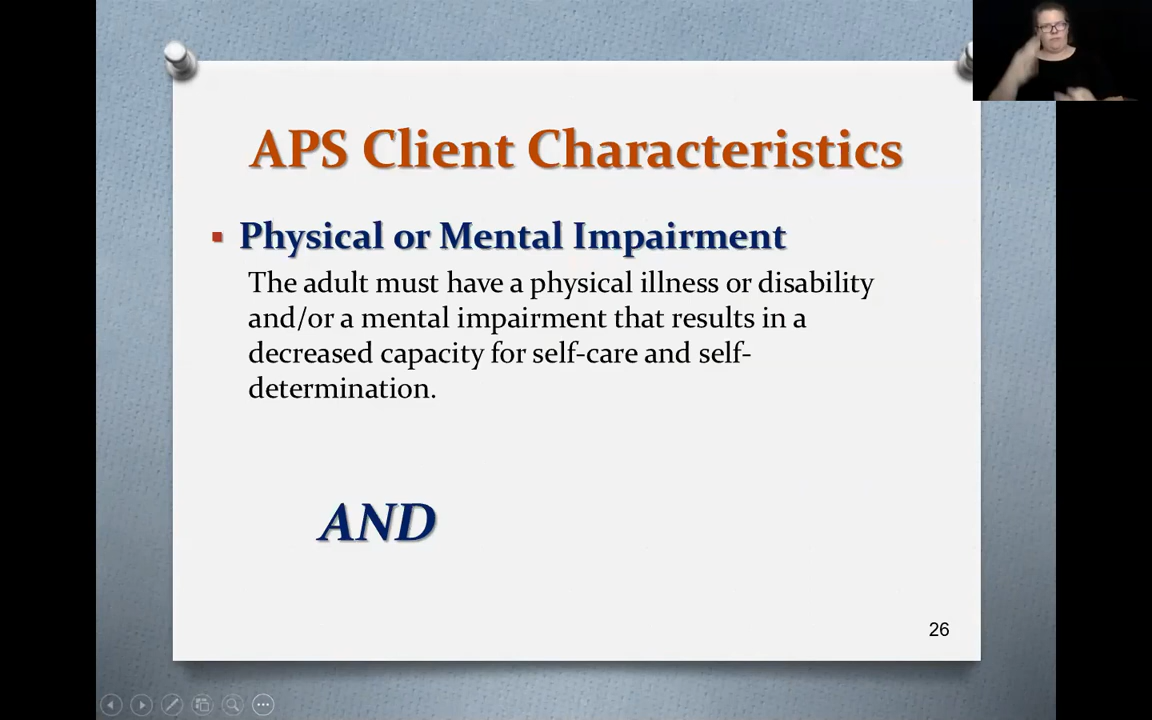 APS Client Characteristics
▪ Physical or Mental Impairment
The adult must have a physical illness or disability
and/or a mental impairment that results in a
decreased capacity for self-care and self-
determination.
AND
26